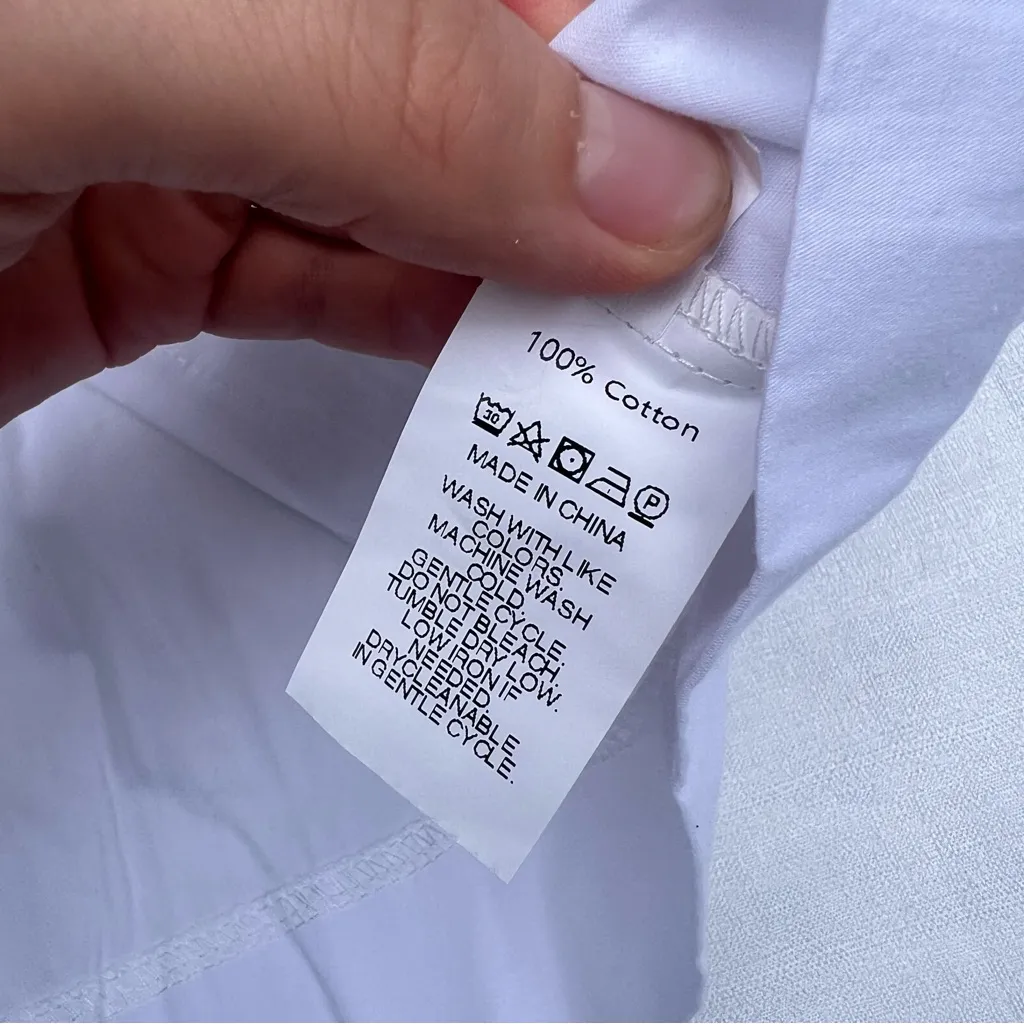 100% Cotton
30 P
MADE IN CHINA
WASH WITH LIKE
COLORS.
MACHINE WASH
COLD.
GENTLE CYCLE.
DO NOT BLEACH.
TUMBLE DRY LOW.
LOW IRON IF
NEEDED.
DRYCLEANABLE
IN GENTLE CYCLE.